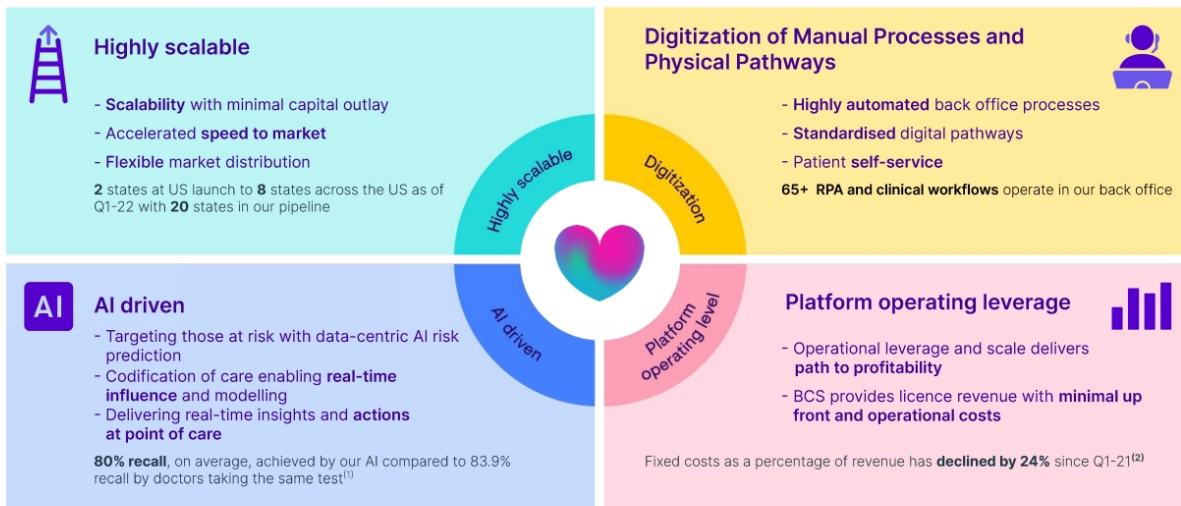 Highly scalable
- Scalability with minimal capital outlay
- Accelerated speed to market
- Flexible market distribution
2 states at US launch to 8 states across the US as of
Q1-22 with 20 states in our pipeline
Digitization of Manual Processes and
Physical Pathways
- Highly automated back office processes
- Standardised digital pathways
- Patient self-service
65+ RPA and clinical workflows operate in our back office
Highly scalable
Digitization
AI driven
Platform
operating level
AI
AI driven
- Targeting those at risk with data-centric AI risk
prediction
- Codification of care enabling real-time
influence and modelling
- Delivering real-time insights and actions
at point of care
80% recall, on average, achieved by our AI compared to 83.9%
recall by doctors taking the same test(1)
Platform operating leverage
- Operational leverage and scale delivers
path to profitability
- BCS provides licence revenue with minimal up
front and operational costs
Fixed costs as a percentage of revenue has declined by 24% since Q1-21(2)